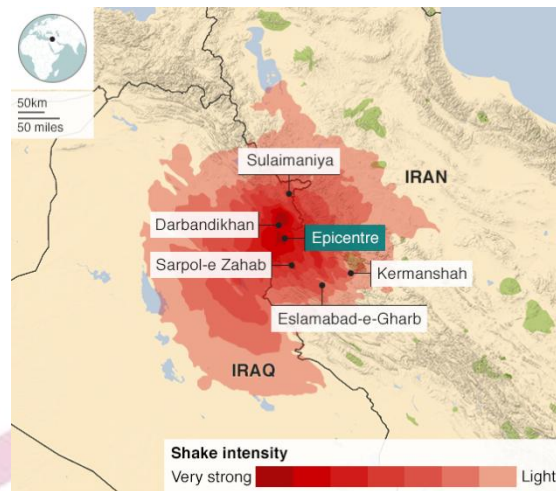 50km
50 miles
Sulaimaniya
IRAN
Darbandikhan
Epicentre
Sarpol-e Zahab
Kermanshah
Eslamabad-e-Gharb
IRAQ
Shake intensity
Very strong
Light